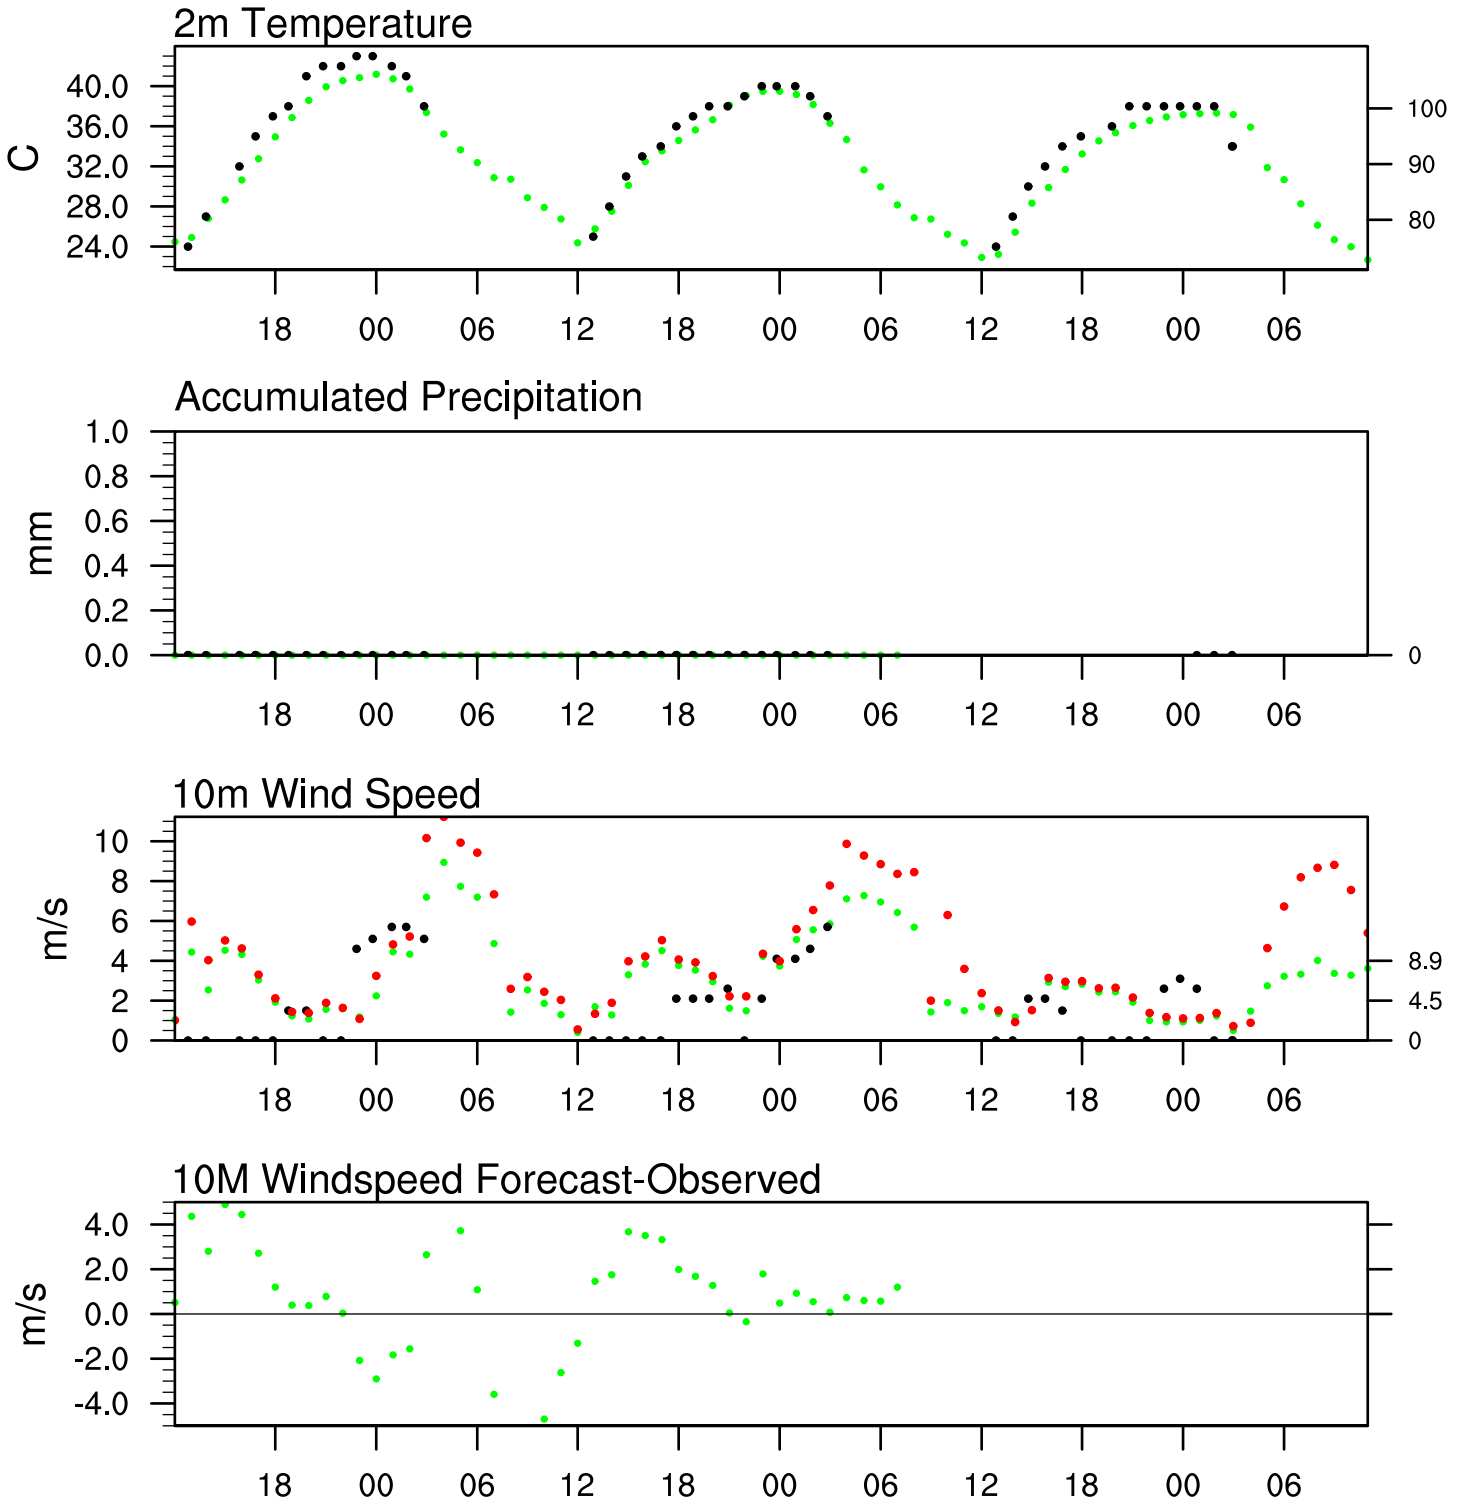 2m Temperature
C
40.0
36.0
32.0
28.0
24.0
100
90
80
18 00 06 12 18 00 06 12 18 00 06
Accumulated Precipitation
mm
1.0
0.8
0.6
0.4
0.2
0.0
0
18 00 06 12 18 00 06 12 18 00 06
10m Wind Speed
m/s
10
8
6
4
2
0
8.9
4.5
0
18 00 06 12 18 00 06 12 18 00 06
10M Windspeed Forecast-Observed
m/s
4.0
2.0
0.0
-2.0
-4.0
18 00 06 12 18 00 06 12 18 00 06